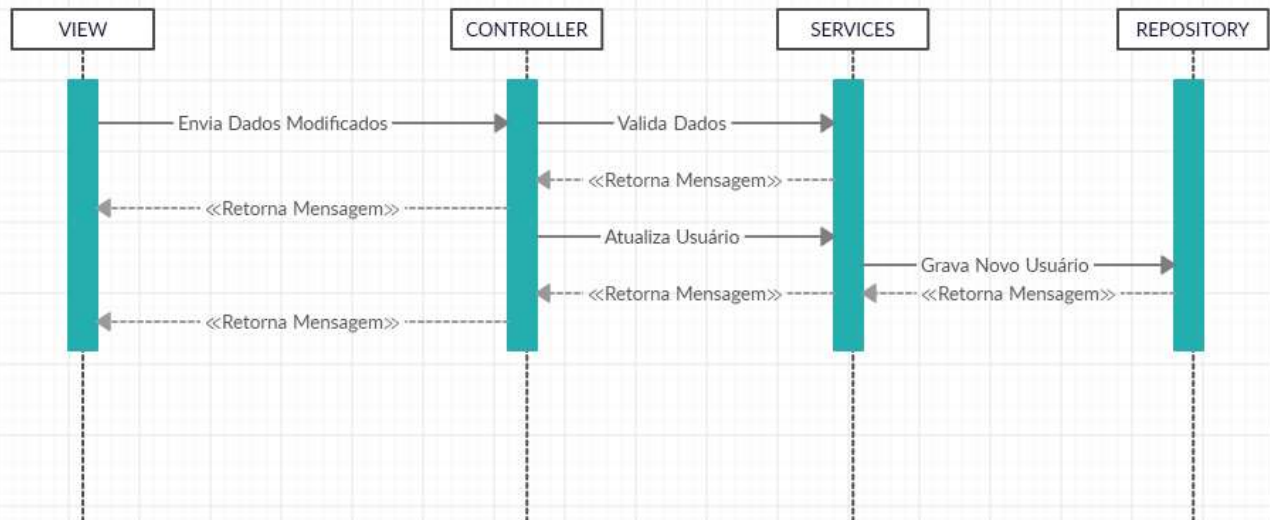 VIEW
CONTROLLER
SERVICES
REPOSITORY
Envia Dados Modificados
Valida Dados
≪Retorna Mensagem≫
≪Retorna Mensagem≫
Atualiza Usuário
Grava Novo Usuário
≪Retorna Mensagem≫
≪Retorna Mensagem≫
≪Retorna Mensagem≫